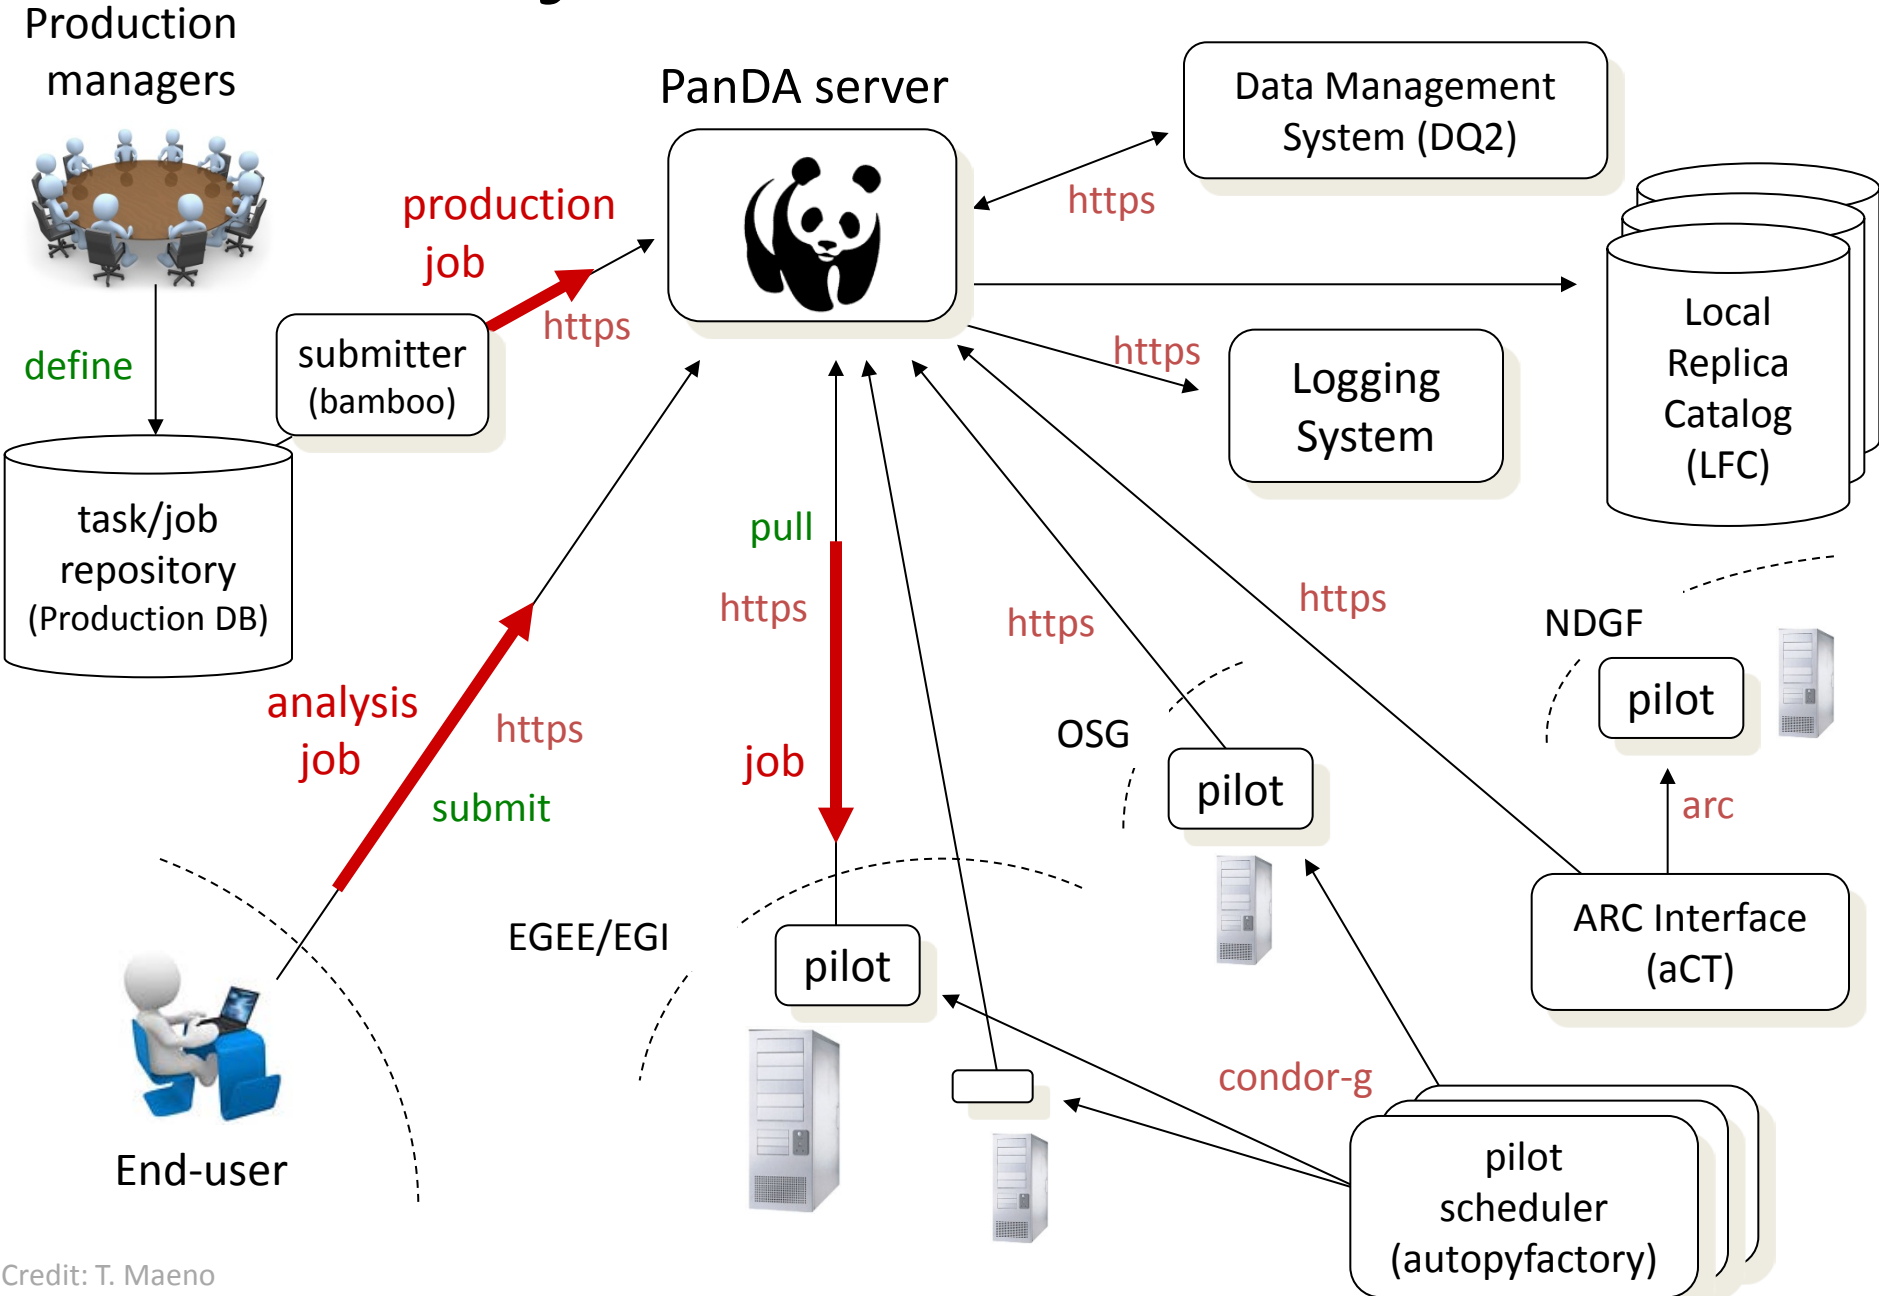 Production
managers
PanDA server
Data Management
System (DQ2)
production
job
https
https
submitter
(bamboo)
define
https
Logging
System
Local
Replica
Catalog
(LFC)
task/job
repository
(Production DB)
pull
https
https
https
NDGF
pilot
analysis
job
https
submit
job
OSG
pilot
arc
EGEE/EGI
pilot
ARC Interface
(aCT)
condor-g
End-user
pilot
scheduler
(autopyfactory)
Credit: T. Maeno